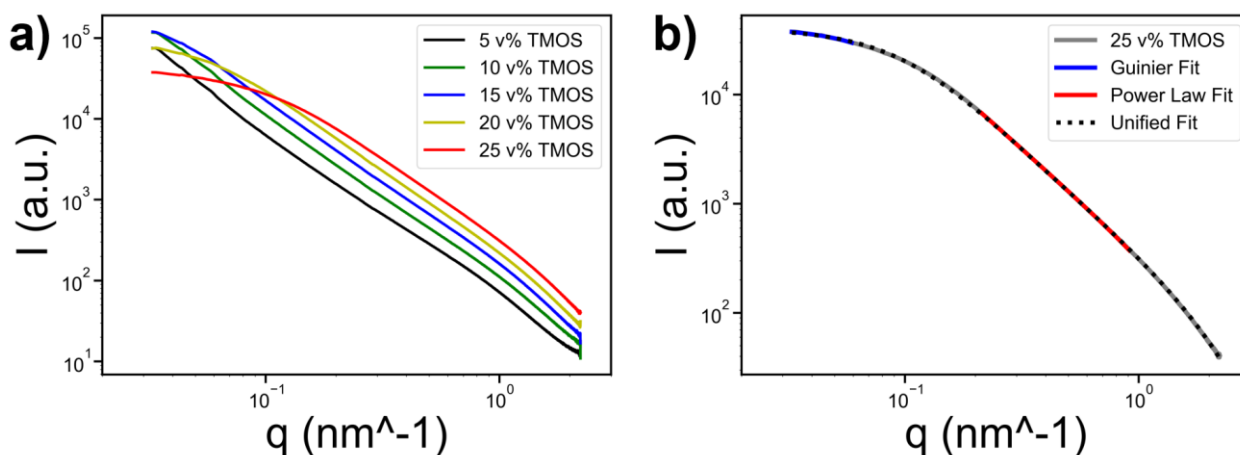 a)
I (a.u.)
10^5
10^4
10^3
10^2
10^1
10^−1
10^0
q (nm^-1)
5 v% TMOS
10 v% TMOS
15 v% TMOS
20 v% TMOS
25 v% TMOS
b)
I (a.u.)
10^4
10^3
10^2
10^−1
10^0
q (nm^-1)
25 v% TMOS
Guinier Fit
Power Law Fit
Unified Fit